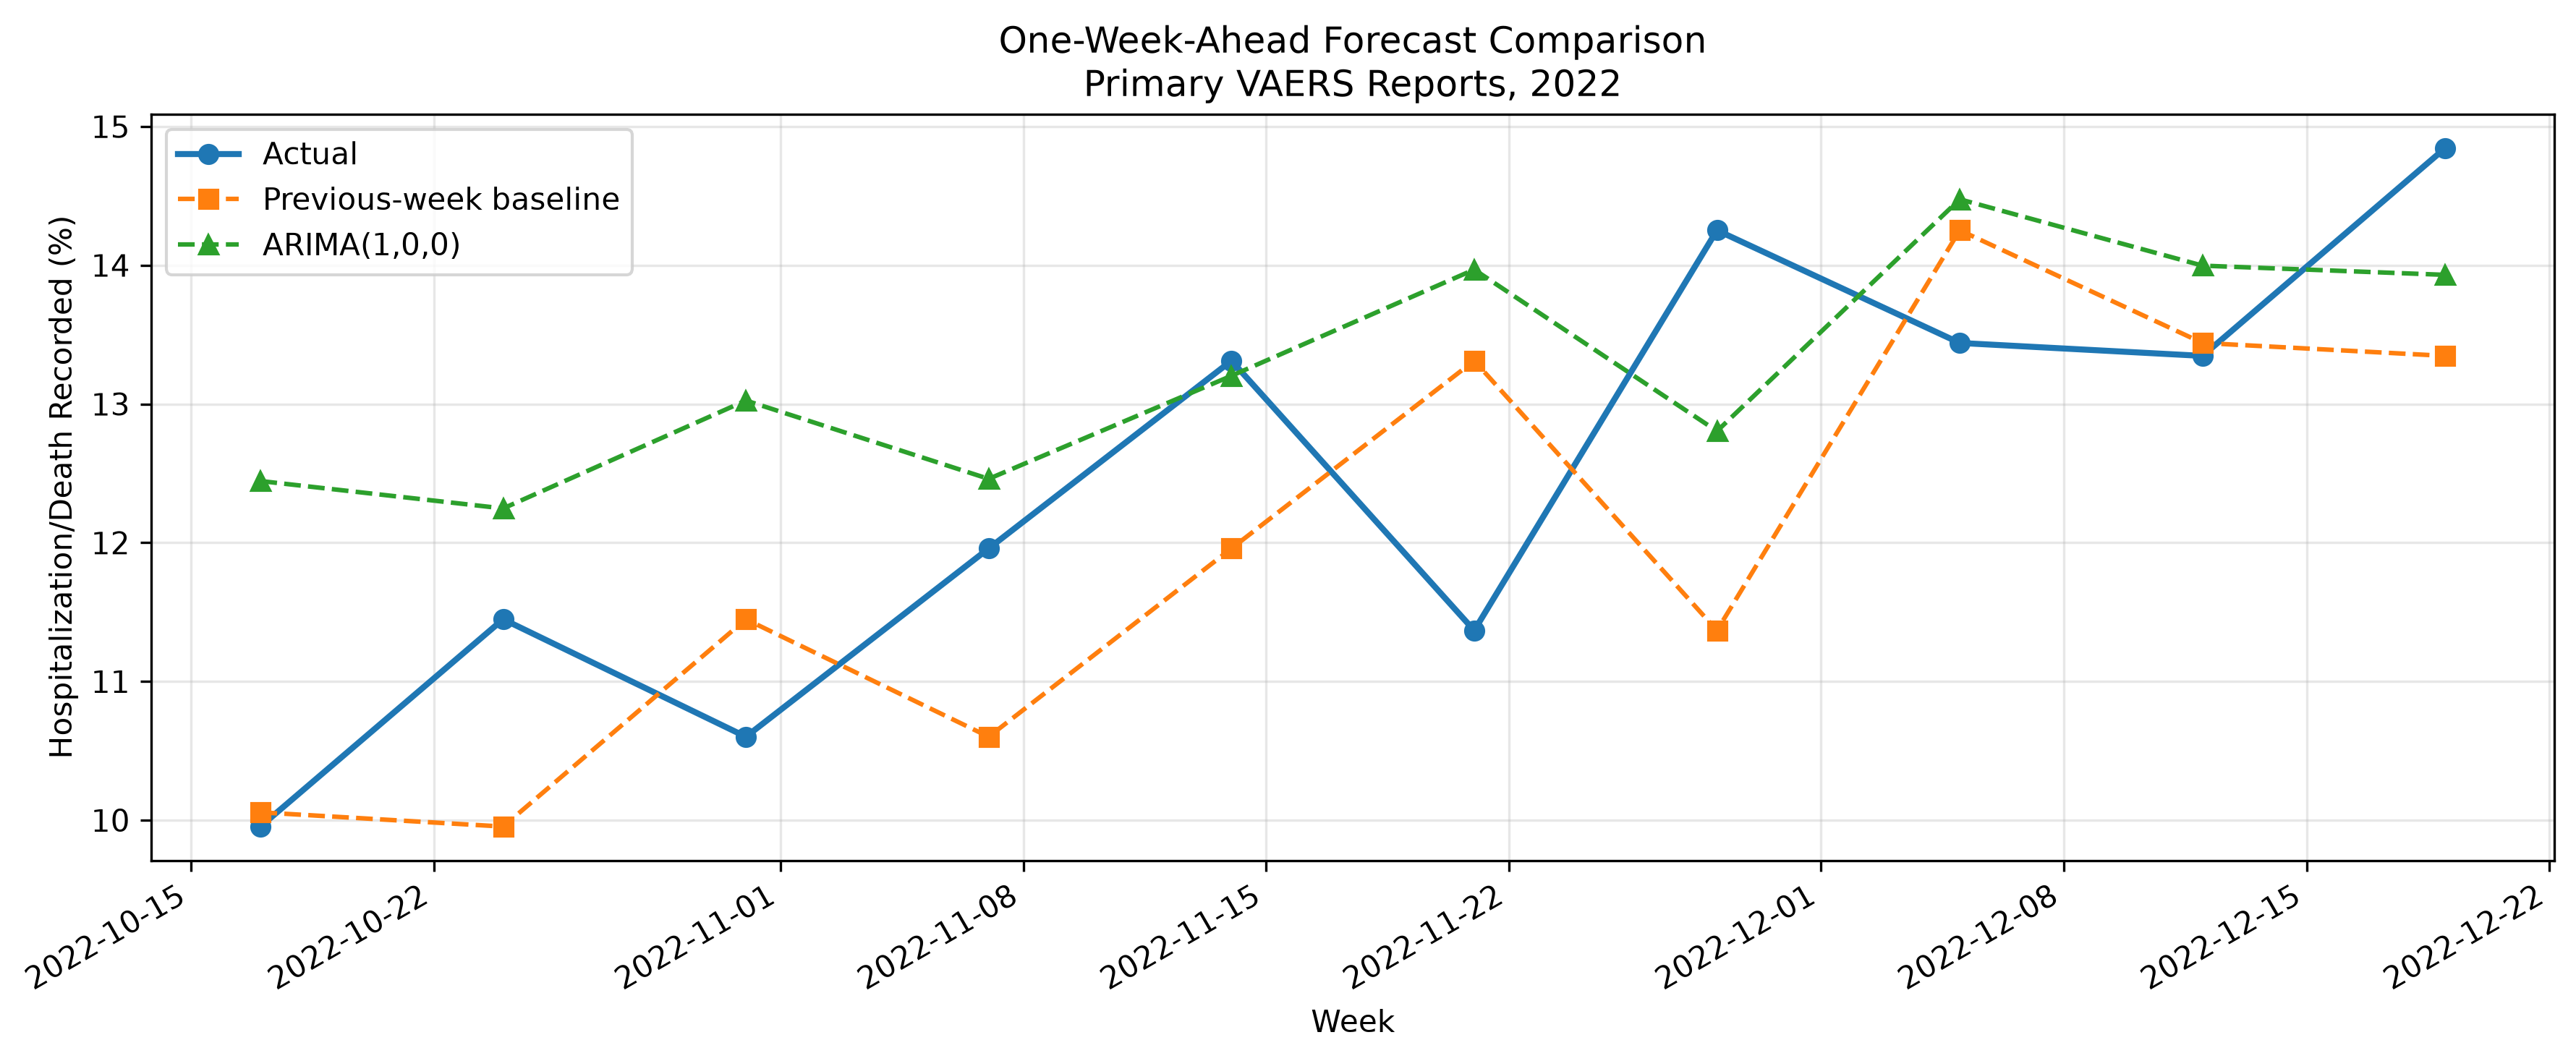 One-Week-Ahead Forecast Comparison
Primary VAERS Reports, 2022
Actual
Previous-week baseline
ARIMA(1,0,0)
Hospitalization/Death Recorded (%)
15
14
13
12
11
10
2022-10-15
2022-10-22
2022-11-01
2022-11-08
2022-11-15
2022-11-22
2022-12-01
2022-12-08
2022-12-15
2022-12-22
Week